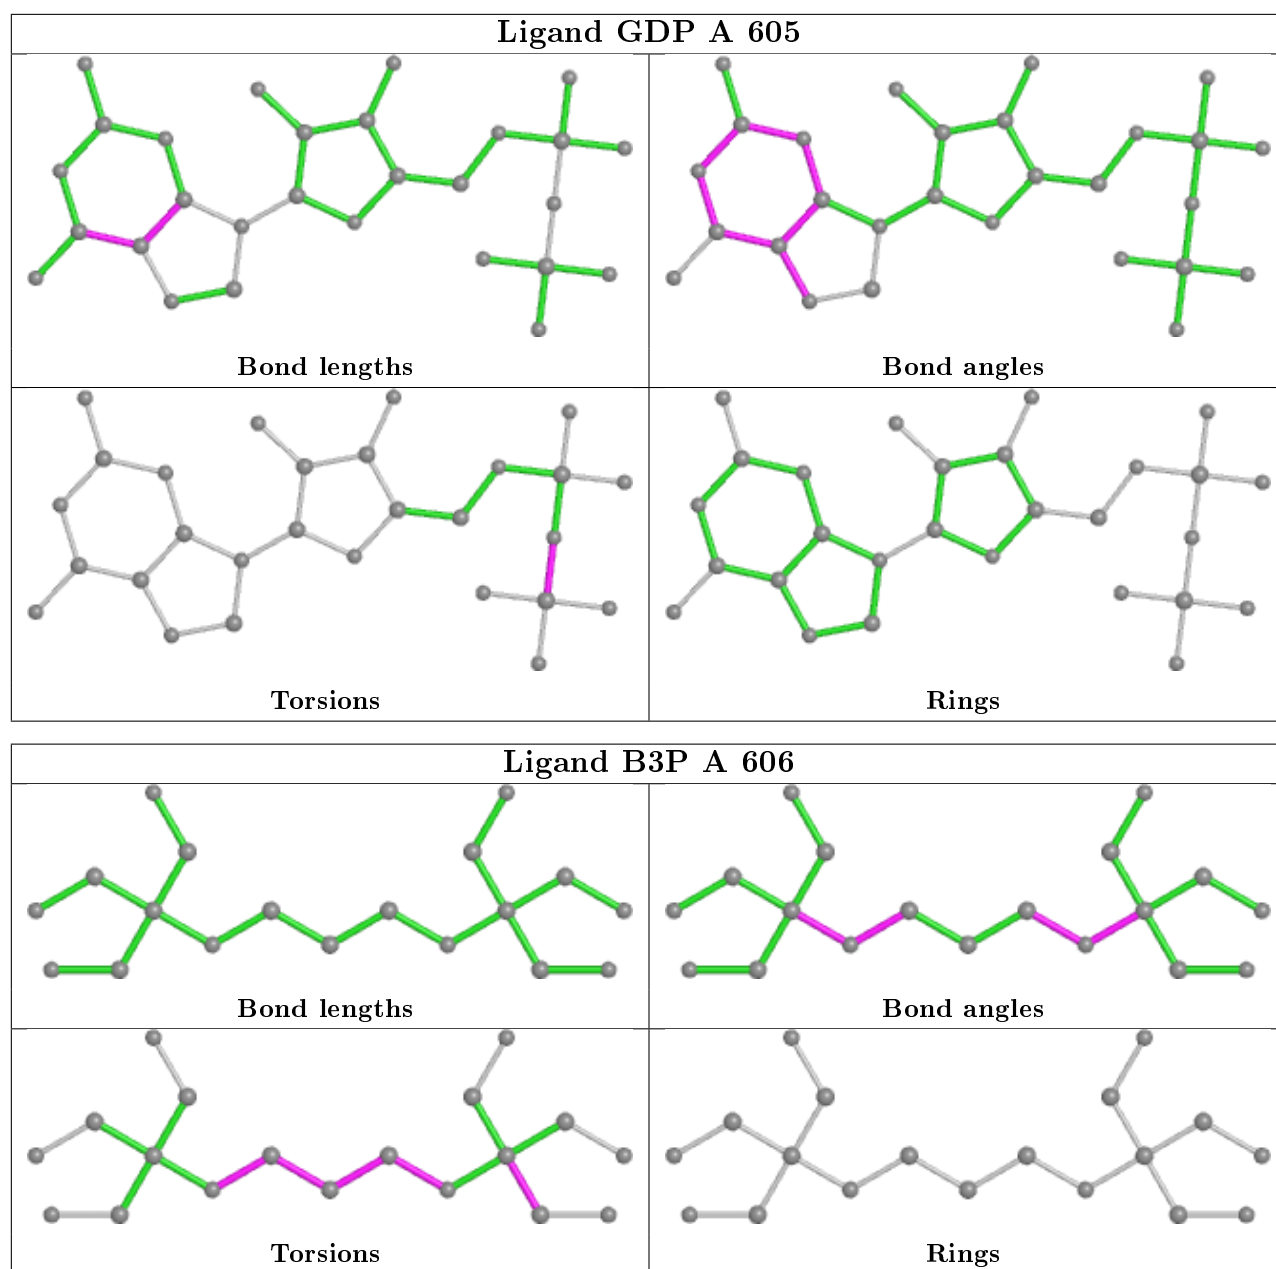 Ligand GDP A 605
Bond lengths
Bond angles
Torsions
Rings
Ligand B3P A 606
Bond lengths
Bond angles
Torsions
Rings